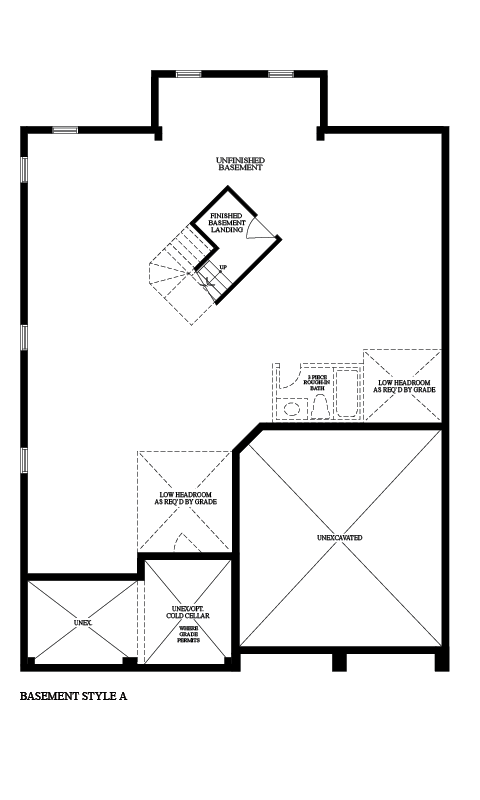 UNFINISHED
BASEMENT
FINISHED
BASEMENT
LANDING
UP
3 PIECE
ROUGH-IN
BATH
LOW HEADROOM
AS REQ'D BY GRADE
LOW HEADROOM
AS REQ'D BY GRADE
UNEXCAVATED
UNEX.
UNEX/OPT.
COLD CELLAR
WHERE
GRADE
PERMITS
BASEMENT STYLE A